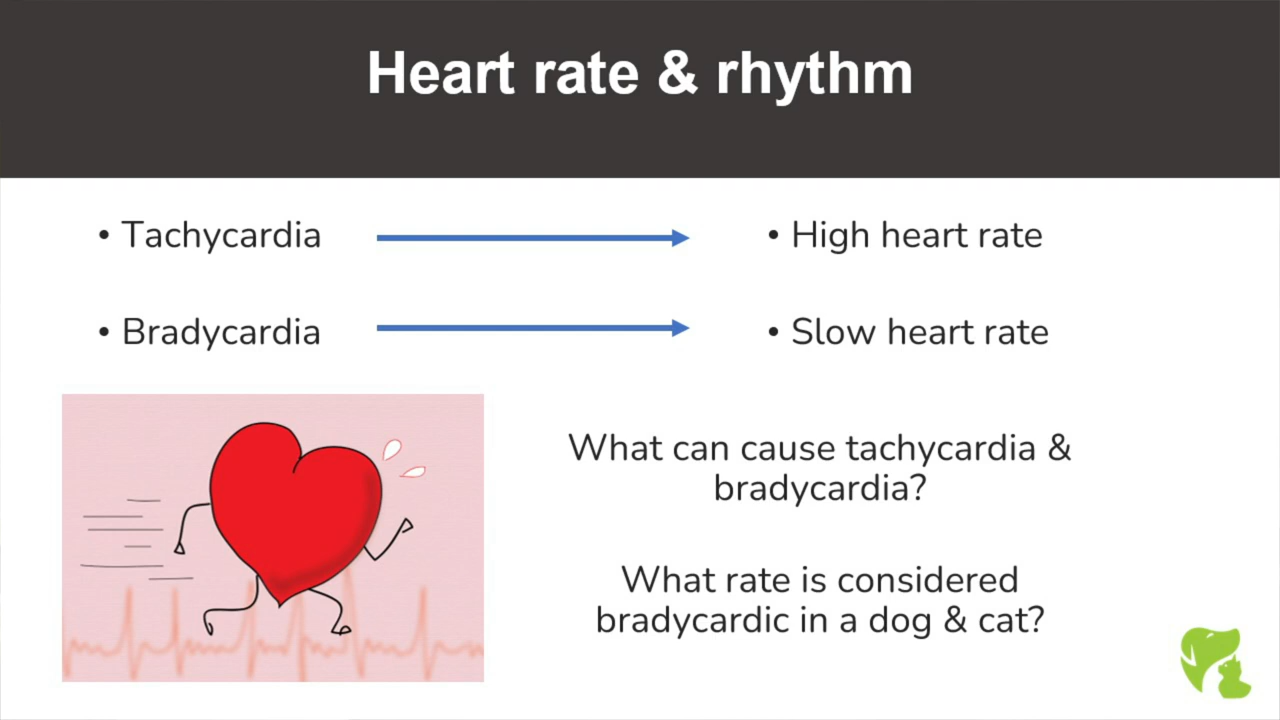 Heart rate & rhythm
• Tachycardia
• High heart rate
• Bradycardia
• Slow heart rate
What can cause tachycardia &
bradycardia?
What rate is considered
bradycardic in a dog & cat?